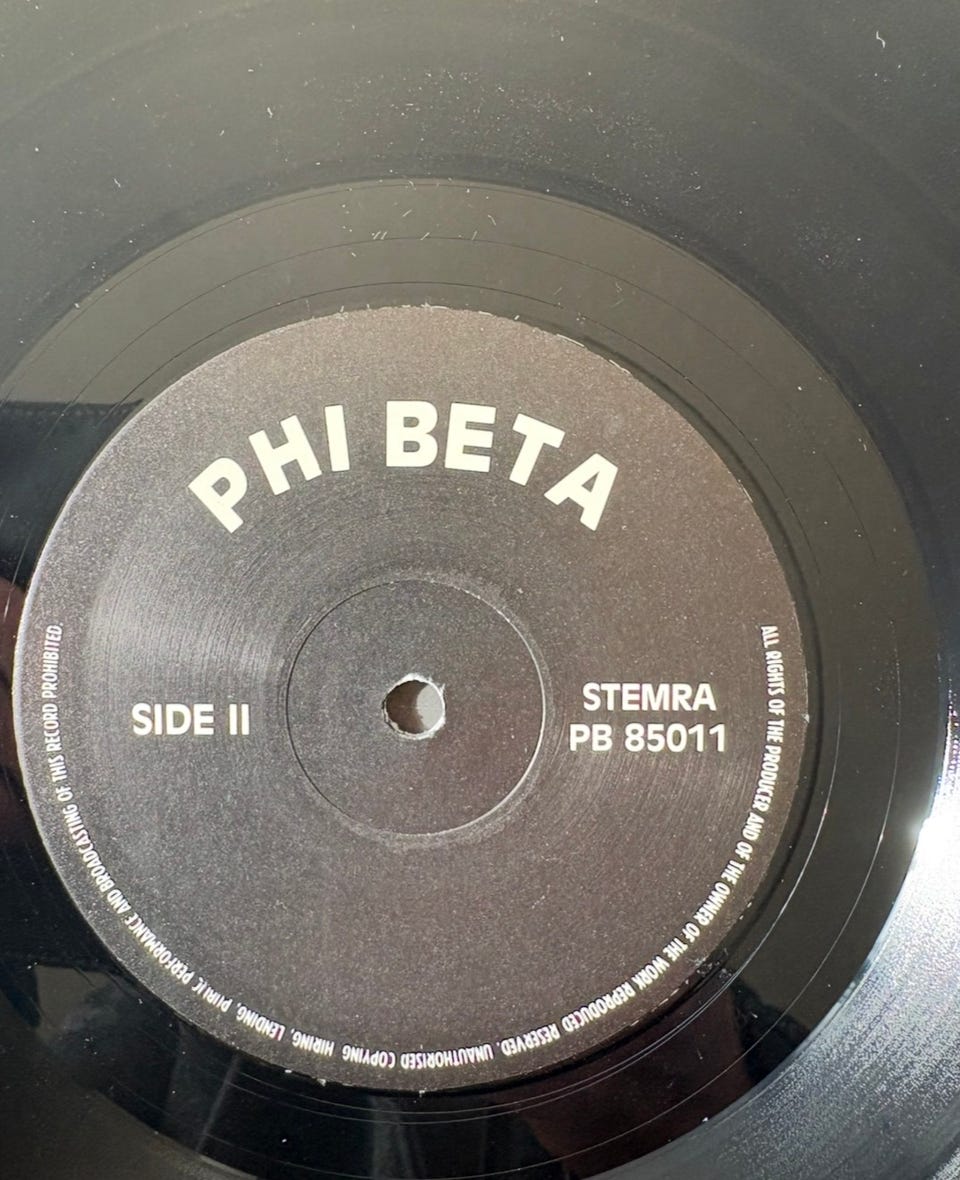 PHI BETA
SIDE II
STEMRA
PB 85011
ALL RIGHTS OF THE PRODUCER AND OF THE OWNER OF THE WORK REPRODUCED RESERVED. UNAUTHORISED COPYING HIRING, LENDING, PUBLIC PERFORMANCE AND BROADCASTING OF THIS RECORD PROHIBITED.